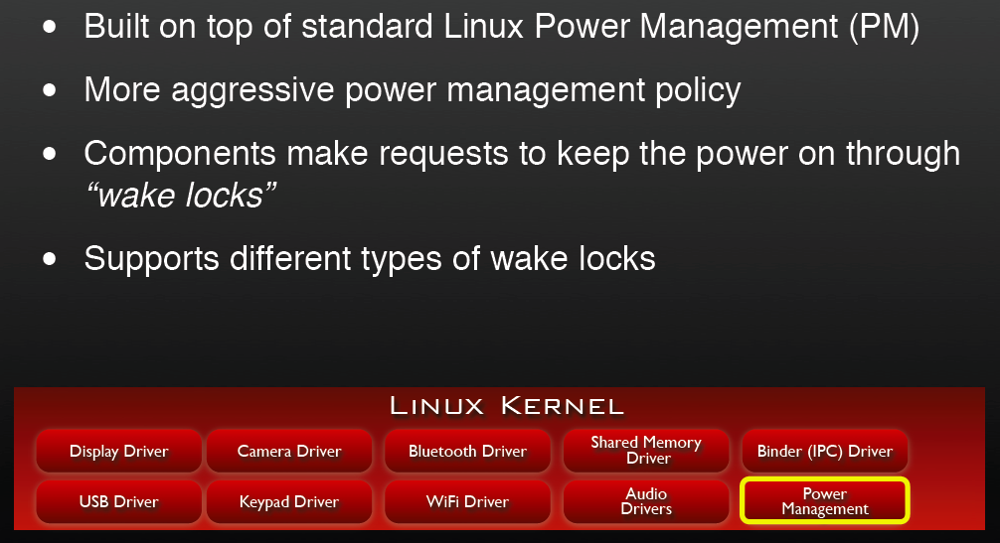 • Built on top of standard Linux Power Management (PM)
• More aggressive power management policy
• Components make requests to keep the power on through
“wake locks”
• Supports different types of wake locks
LINUX KERNEL
Display Driver
Camera Driver
Bluetooth Driver
Shared Memory
Driver
Binder (IPC) Driver
USB Driver
Keypad Driver
WiFi Driver
Audio
Drivers
Power
Management